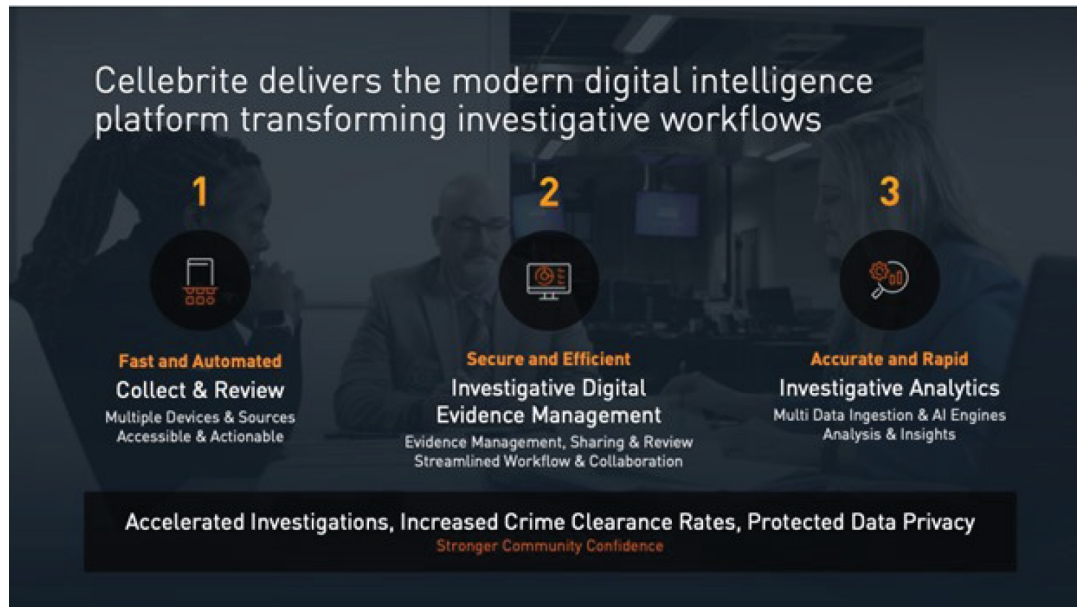 Cellebrite delivers the modern digital intelligence
platform transforming investigative workflows
1
Fast and Automated
Collect & Review
Multiple Devices & Sources
Accessible & Actionable
2
Secure and Efficient
Investigative Digital
Evidence Management
Evidence Management, Sharing & Review
Streamlined Workflow & Collaboration
3
Accurate and Rapid
Investigative Analytics
Multi Data Ingestion & AI Engines
Analysis & Insights
Accelerated Investigations, Increased Crime Clearance Rates, Protected Data Privacy
Stronger Community Confidence